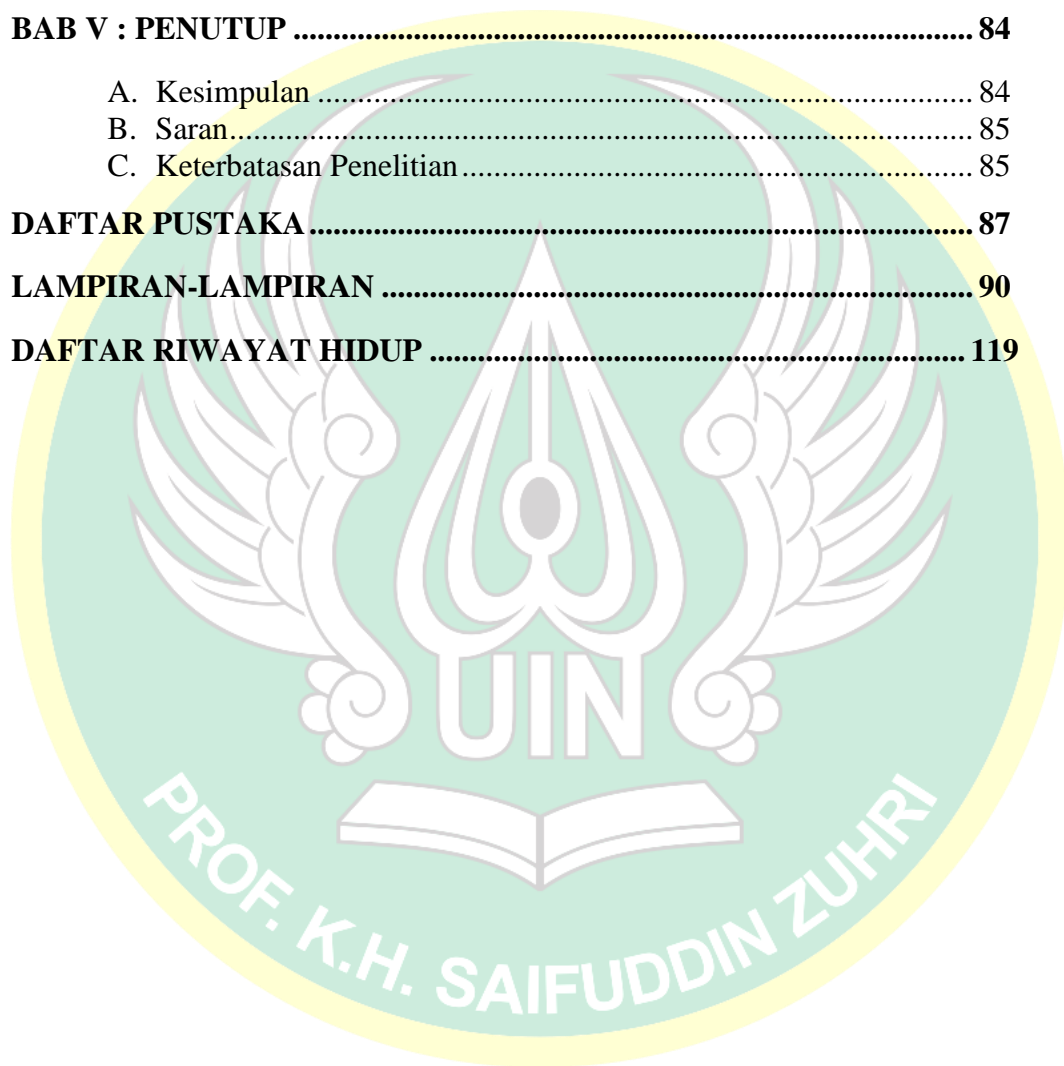 BAB V : PENUTUP ........................................................................................ 84
A. Kesimpulan .................................................................................... 84
B. Saran................................................................................................ 85
C. Keterbatasan Penelitian.................................................................. 85
DAFTAR PUSTAKA...................................................................................... 87
LAMPIRAN-LAMPIRAN ............................................................................. 90
DAFTAR RIWAYAT HIDUP ...................................................................... 119
UIN
PROF. K.H. SAIFUDDIN ZUHRI